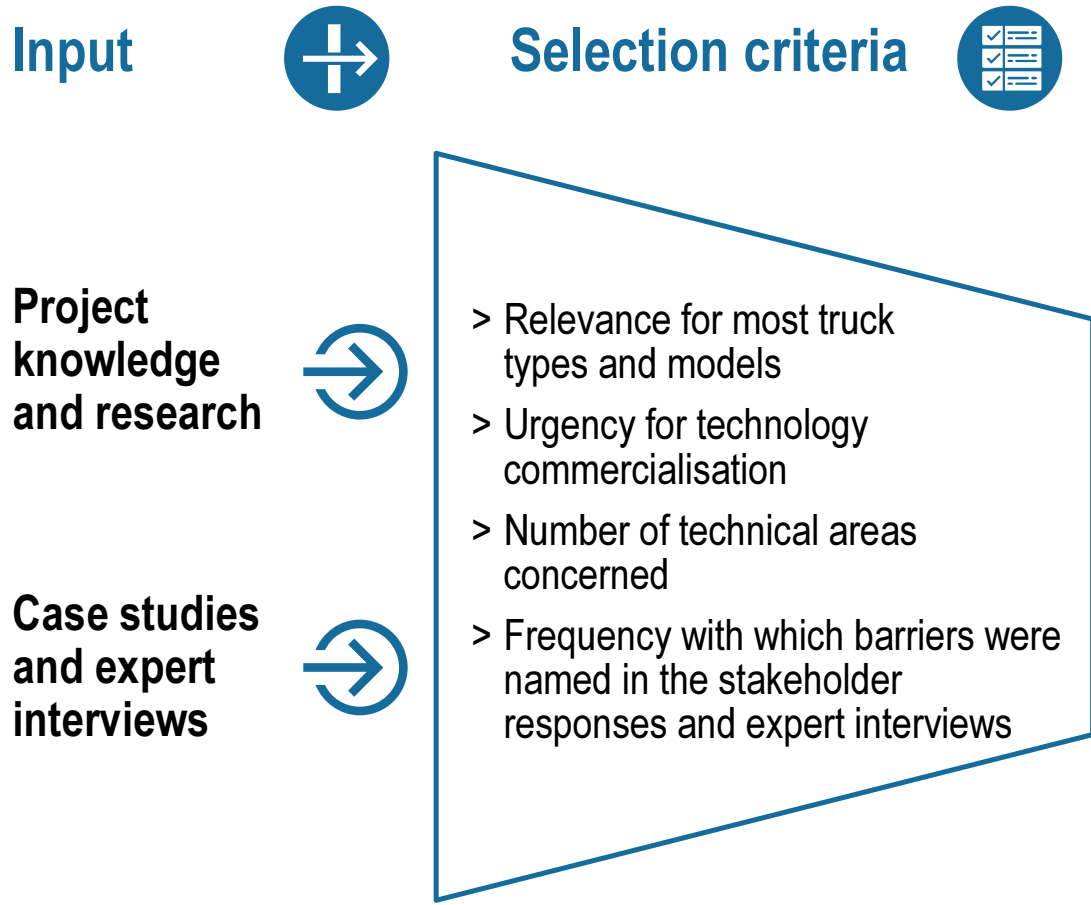 Input
Selection criteria
Project
knowledge
and research
> Relevance for most truck
types and models
> Urgency for technology
commercialisation
> Number of technical areas
concerned
> Frequency with which barriers were
named in the stakeholder
responses and expert interviews
Case studies
and expert
interviews